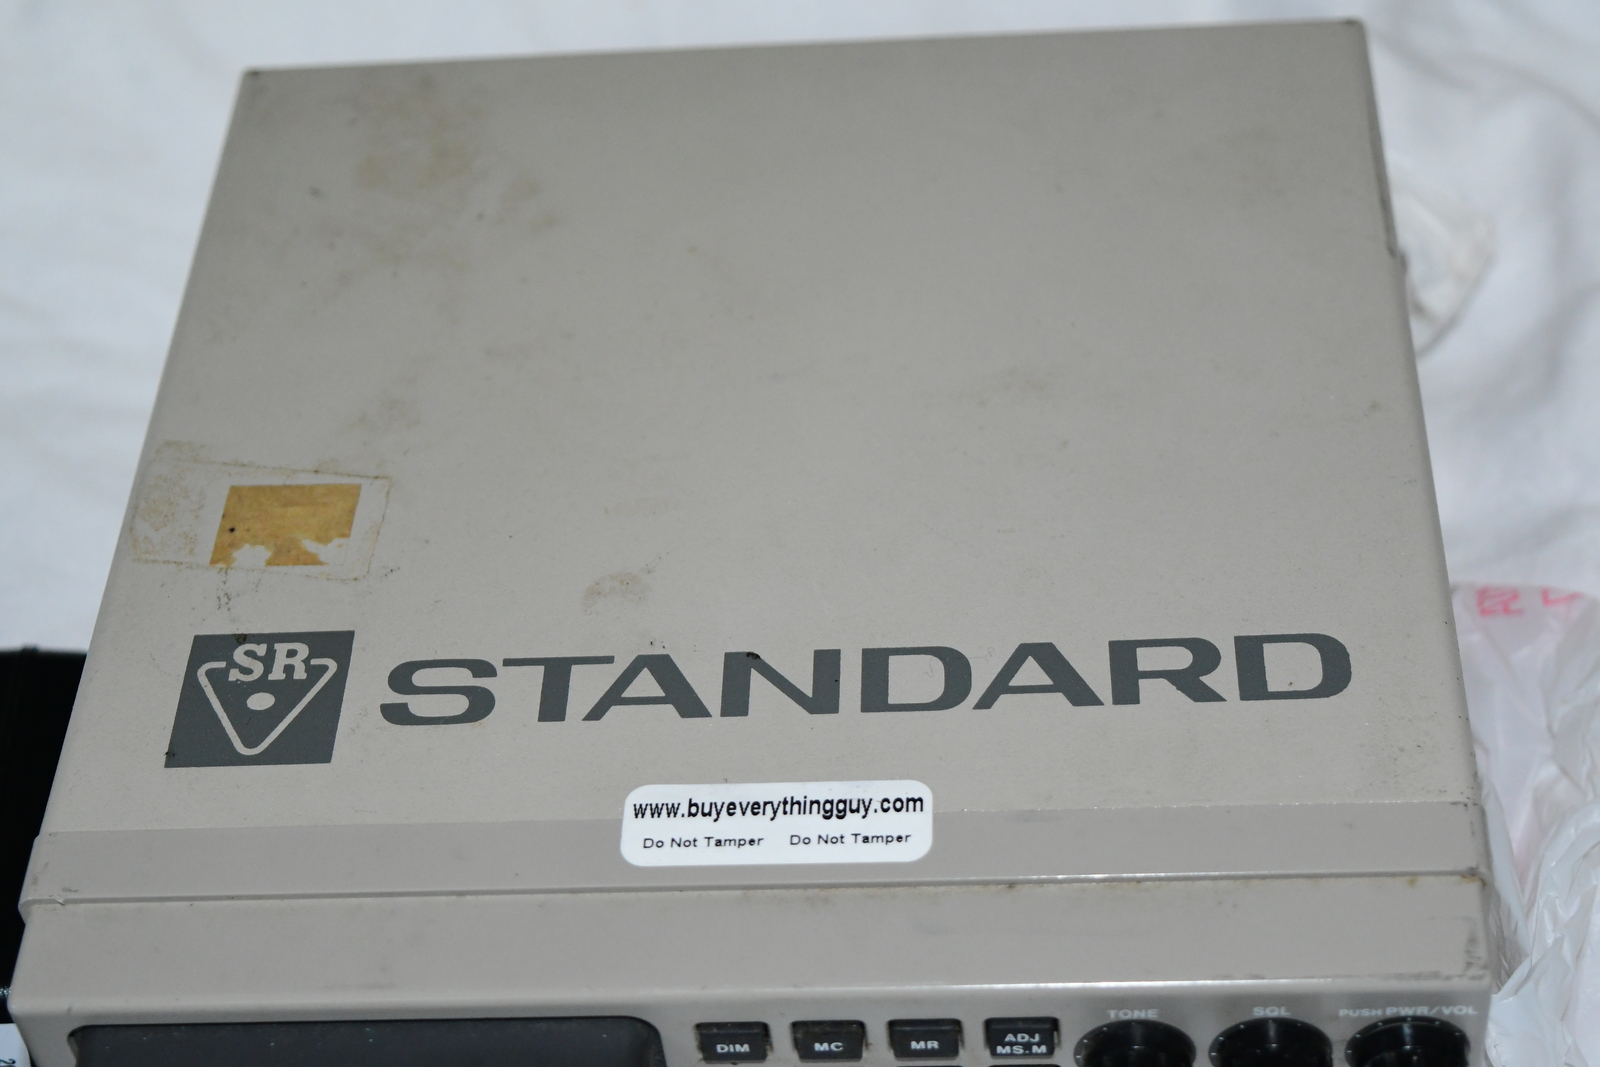 SR
STANDARD
www.buyeverythingguy.com
Do Not Tamper Do Not Tamper
TONE SQL PUSH PWR/VOL
DIM MC MR ADJ
MS.M